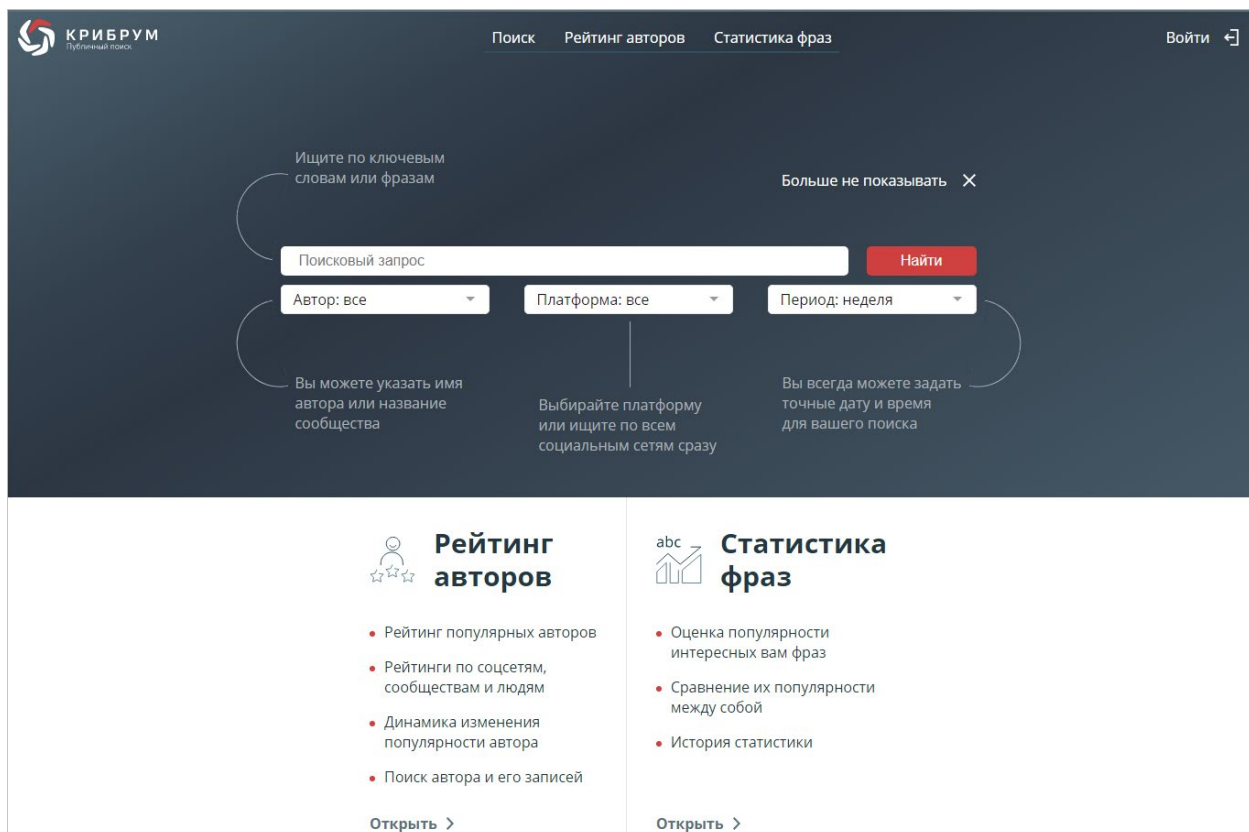 КРИБРУМ
Публичный поиск
Поиск Рейтинг авторов Статистика фраз
Войти
Ищите по ключевым
словам или фразам
Больше не показывать
Поисковый запрос
Найти
Автор: все
Платформа: все
Период: неделя
Вы можете указать имя
автора или название
сообщества
Выбирайте платформу
или ищите по всем
социальным сетям сразу
Вы всегда можете задать
точные дату и время
для вашего поиска
Рейтинг
авторов
Рейтинг популярных авторов
Рейтинги по соцсетям,
сообществам и людям
Динамика изменения
популярности автора
Поиск автора и его записей
Открыть
abc
Статистика
фраз
Оценка популярности
интересных вам фраз
Сравнение их популярности
между собой
История статистики
Открыть